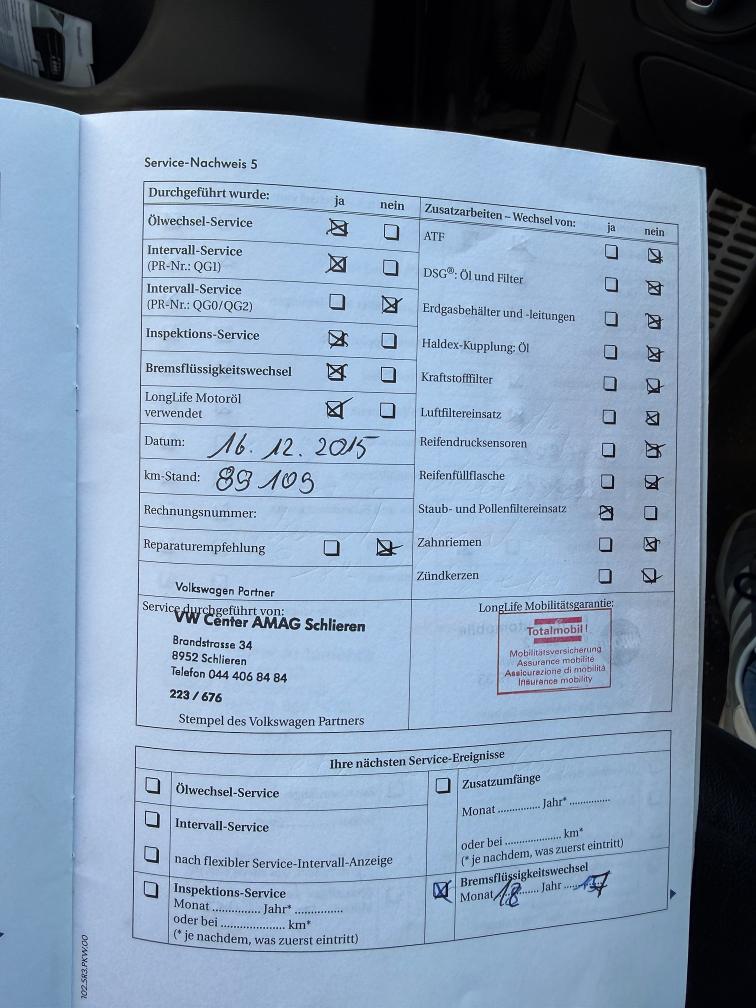 Service-Nachweis 5
Durchgeführt wurde: ja nein
Ölwechsel-Service
Intervall-Service
(PR-Nr.: QG1)
Intervall-Service
(PR-Nr.: QG0/QG2)
Inspektions-Service
Bremsflüssigkeitswechsel
LongLife Motoröl
verwendet
Datum: 16. 12. 2015
km-Stand: 89 109
Rechnungsnummer:
Reparaturempfehlung
Zusatzarbeiten – Wechsel von: ja nein
ATF
DSG®: Öl und Filter
Erdgasbehälter und -leitungen
Haldex-Kupplung: Öl
Kraftstofffilter
Luftfiltereinsatz
Reifendrucksensoren
Reifenfüllflasche
Staub- und Pollenfiltereinsatz
Zahnriemen
Zündkerzen
Volkswagen Partner
Service durchgeführt von:
VW Center AMAG Schlieren
Brandstrasse 34
8952 Schlieren
Telefon 044 406 84 84
223 / 676
Stempel des Volkswagen Partners
LongLife Mobilitätsgarantie:
Totalmobil!
Mobilitätsversicherung
Assurance mobilité
Assicurazione di mobilità
Insurance mobility
Ihre nächsten Service-Ereignisse
Ölwechsel-Service
Intervall-Service
nach flexibler Service-Intervall-Anzeige
Inspektions-Service
Monat .............. Jahr* ..............
oder bei ................... km*
(* je nachdem, was zuerst eintritt)
Zusatzumfänge
Monat ............. Jahr* .............
oder bei .................. km*
(* je nachdem, was zuerst eintritt)
Bremsflüssigkeitswechsel
Monat 18 Jahr
102.5R3.PKW.00